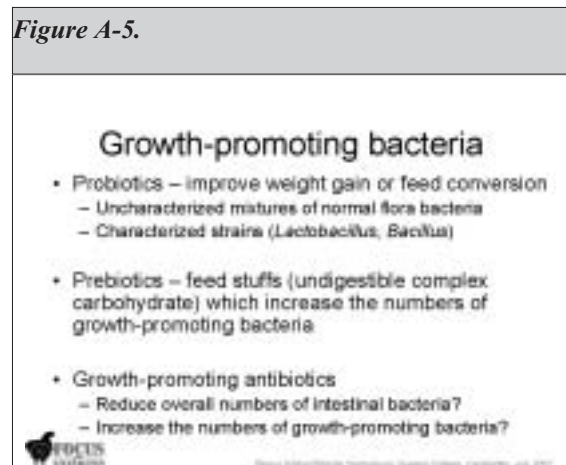 Figure A-5.
Growth-promoting bacteria
• Probiotics – improve weight gain or feed conversion
– Uncharacterized mixtures of normal flora bacteria
– Characterized strains (Lactobacillus, Bacillus)
• Prebiotics – feed stuffs (undigestible complex
carbohydrate) which increase the numbers of
growth-promoting bacteria
• Growth-promoting antibiotics
– Reduce overall numbers of intestinal bacteria?
– Increase the numbers of growth-promoting bacteria?
FOCUS